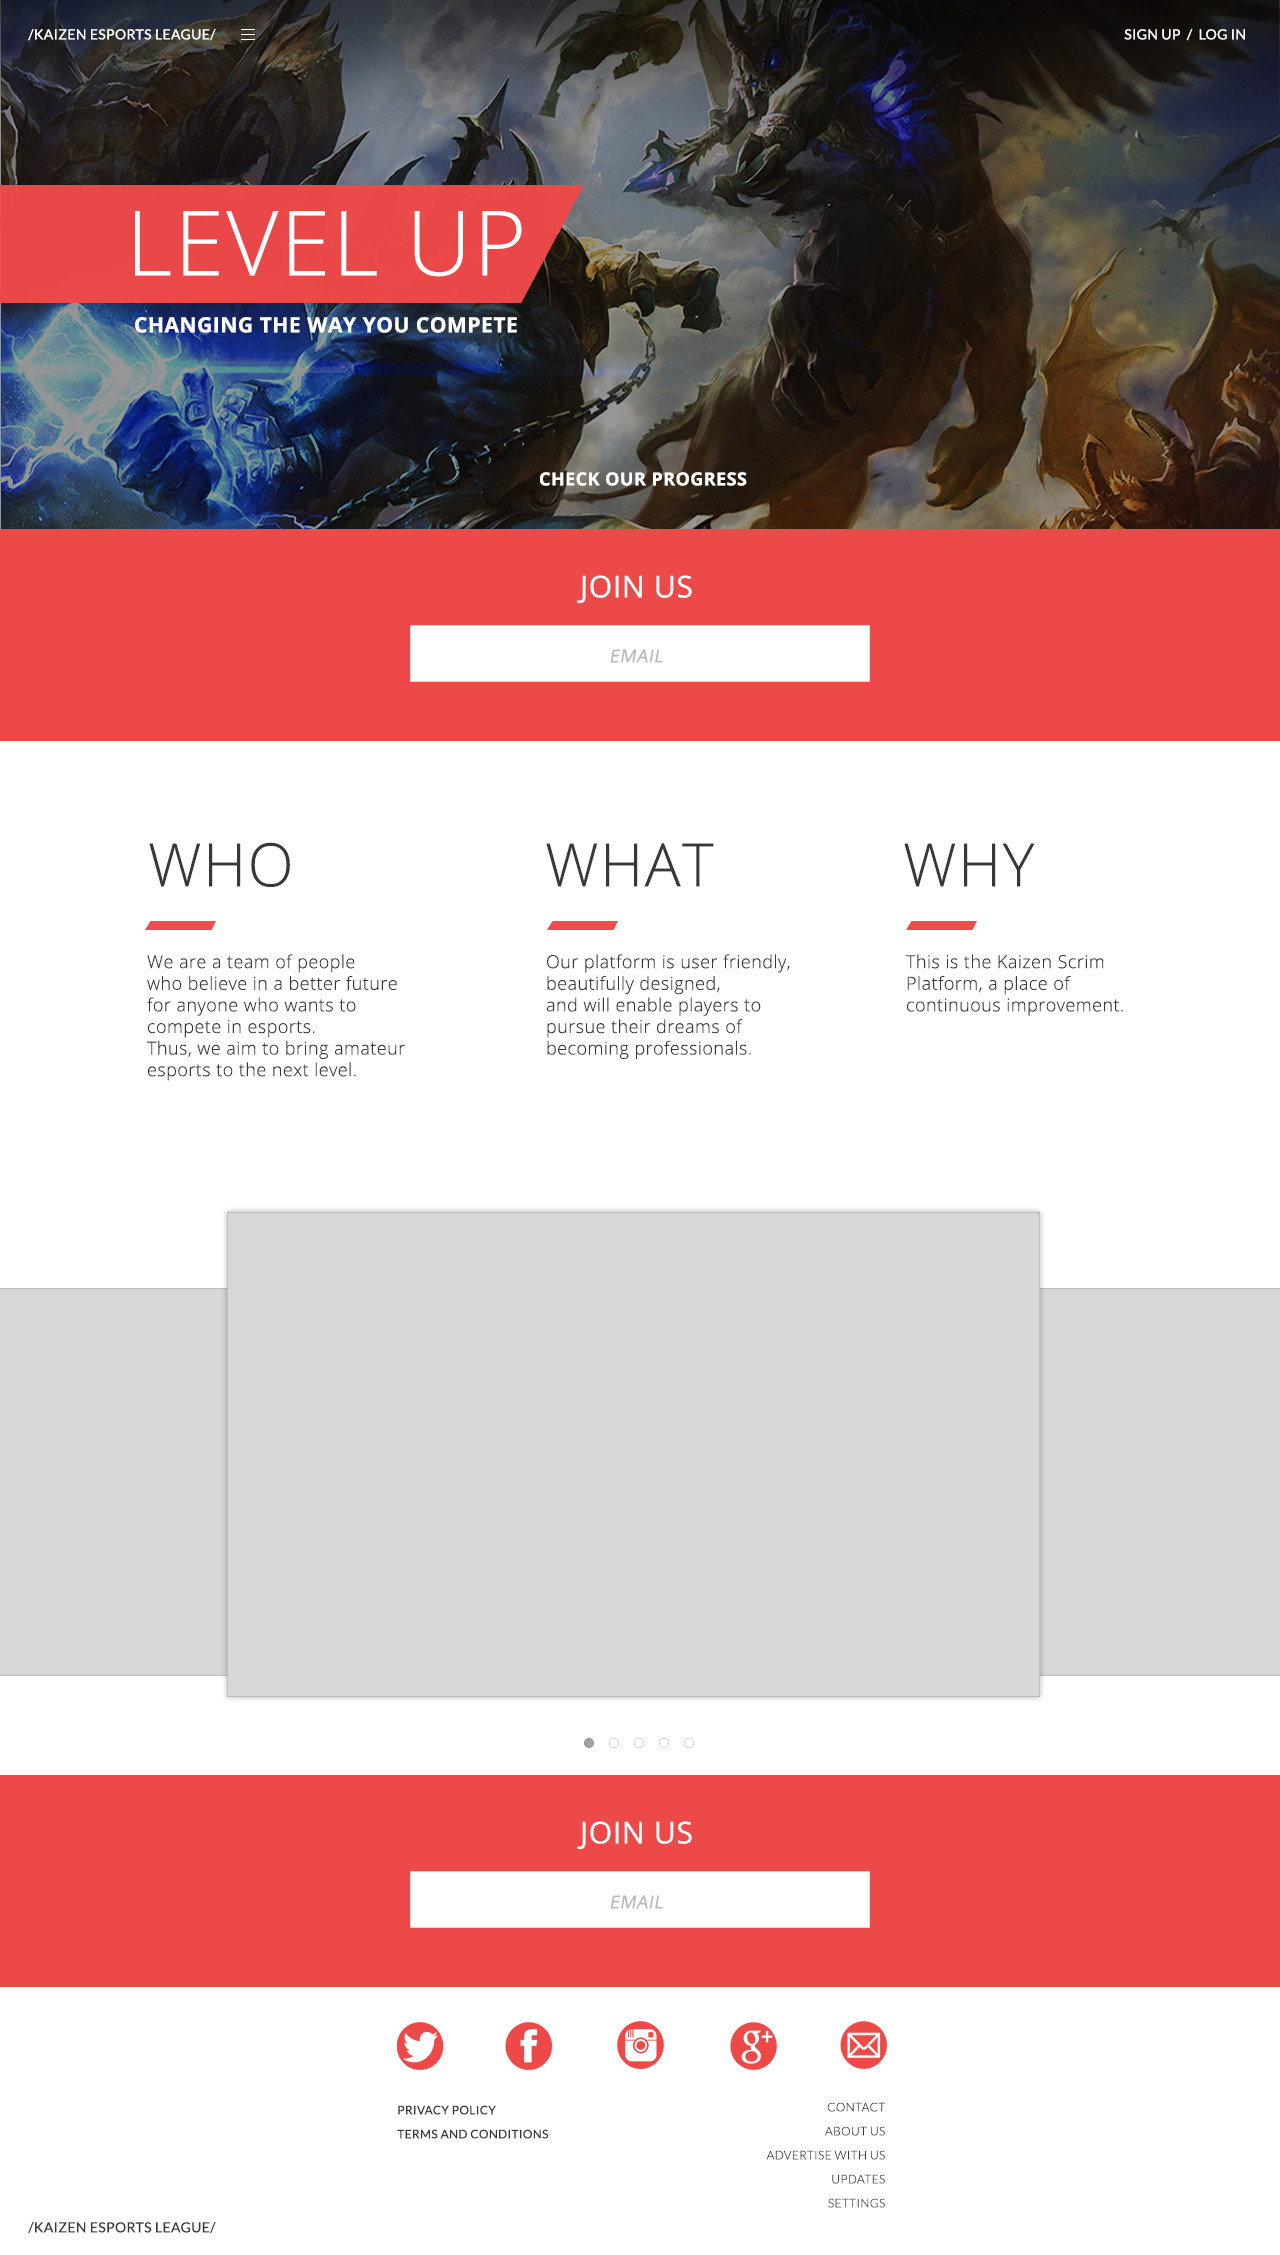 /KAIZEN ESPORTS LEAGUE/
SIGN UP / LOG IN
LEVEL UP
CHANGING THE WAY YOU COMPETE
CHECK OUR PROGRESS
JOIN US
EMAIL
WHO
We are a team of people
who believe in a better future
for anyone who wants to
compete in esports.
Thus, we aim to bring amateur
esports to the next level.
WHAT
Our platform is user friendly,
beautifully designed,
and will enable players to
pursue their dreams of
becoming professionals.
WHY
This is the Kaizen Scrim
Platform, a place of
continuous improvement.
JOIN US
EMAIL
PRIVACY POLICY
TERMS AND CONDITIONS
CONTACT
ABOUT US
ADVERTISE WITH US
UPDATES
SETTINGS
/KAIZEN ESPORTS LEAGUE/